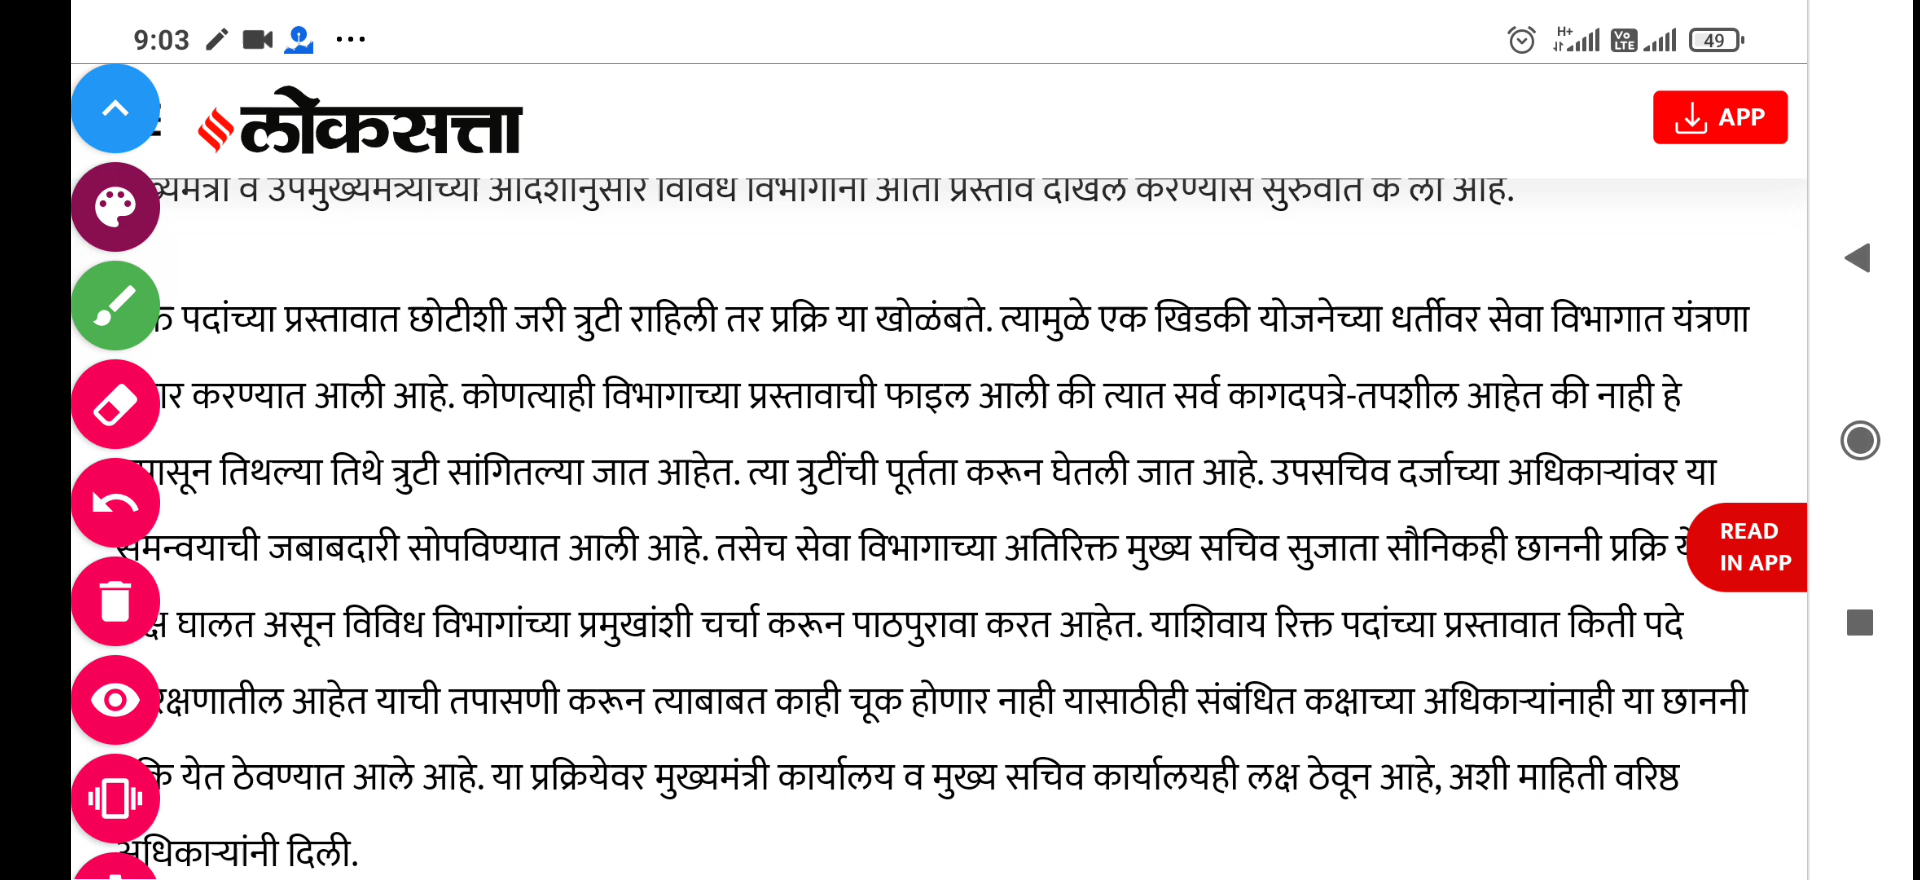 9:03 H+ Vo LTE 49
लोकसत्ता APP
व उपमुख्यमंत्र्यांच्या आदेशानुसार विविध विभागांनी आता प्रस्ताव दाखल करण्यास सुरुवात के ली आहे.
पदांच्या प्रस्तावात छोटीशी जरी त्रुटी राहिली तर प्रक्रि या खोळंबते. त्यामुळे एक खिडकी योजनेच्या धर्तीवर सेवा विभागात यंत्रणा
करण्यात आली आहे. कोणत्याही विभागाच्या प्रस्तावाची फाइल आली की त्यात सर्व कागदपत्रे-तपशील आहेत की नाही हे
तिथल्या तिथे त्रुटी सांगितल्या जात आहेत. त्या त्रुटींची पूर्तता करून घेतली जात आहे. उपसचिव दर्जाच्या अधिकाऱ्यांवर या
समन्वयाची जबाबदारी सोपविण्यात आली आहे. तसेच सेवा विभागाच्या अतिरिक्त मुख्य सचिव सुजाता सौनिकही छाननी प्रक्रि
READ
IN APP
घालत असून विविध विभागांच्या प्रमुखांशी चर्चा करून पाठपुरावा करत आहेत. याशिवाय रिक्त पदांच्या प्रस्तावात किती पदे
आहेत याची तपासणी करून त्याबाबत काही चूक होणार नाही यासाठीही संबंधित कक्षाच्या अधिकाऱ्यांनाही या छाननी
येत ठेवण्यात आले आहे. या प्रक्रियेवर मुख्यमंत्री कार्यालय व मुख्य सचिव कार्यालयही लक्ष ठेवून आहे, अशी माहिती वरिष्ठ
अधिकाऱ्यांनी दिली.